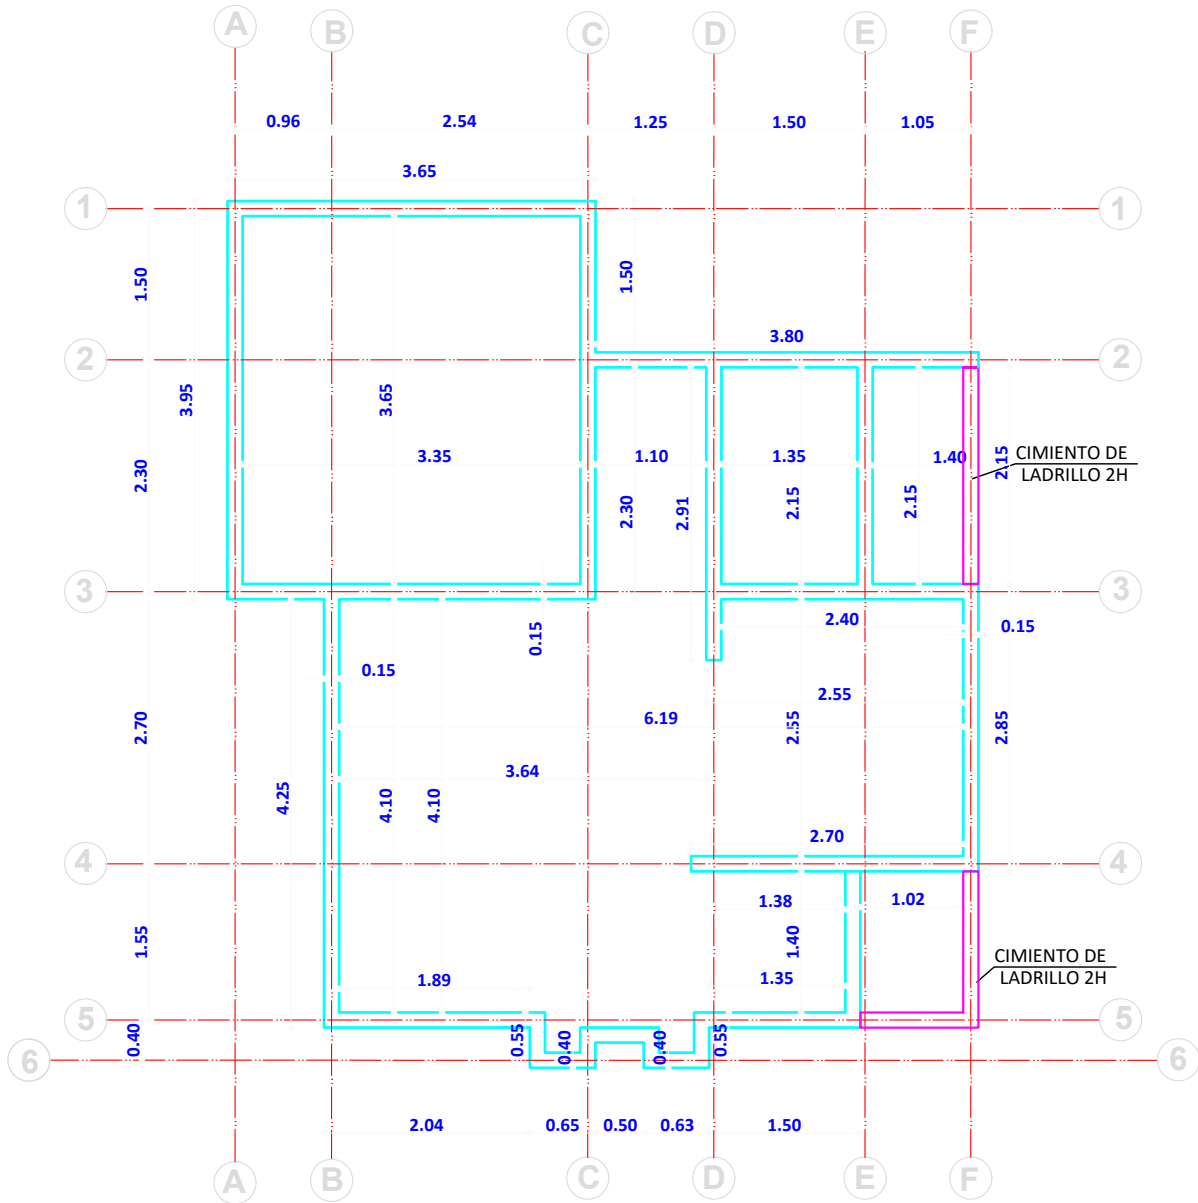 A B C D E F
0.96 2.54 1.25 1.50 1.05
3.65
1 1
1.50 1.50
3.80
2 2
3.95 3.65
2.30 3.35 1.10 1.35 1.40 2.15
CIMIENTO DE
LADRILLO 2H
2.30 2.91 2.15 2.15
3 3
0.15 2.40 0.15
0.15
2.55
2.70 6.19 2.55 2.85
3.64
4.25 4.10 4.10
2.70
4 4
1.38 1.02
1.55 1.40
CIMIENTO DE
LADRILLO 2H
1.89 1.35
5 5
0.40 0.55 0.40 0.40 0.55
6 6
2.04 0.65 0.50 0.63 1.50
A B C D E F